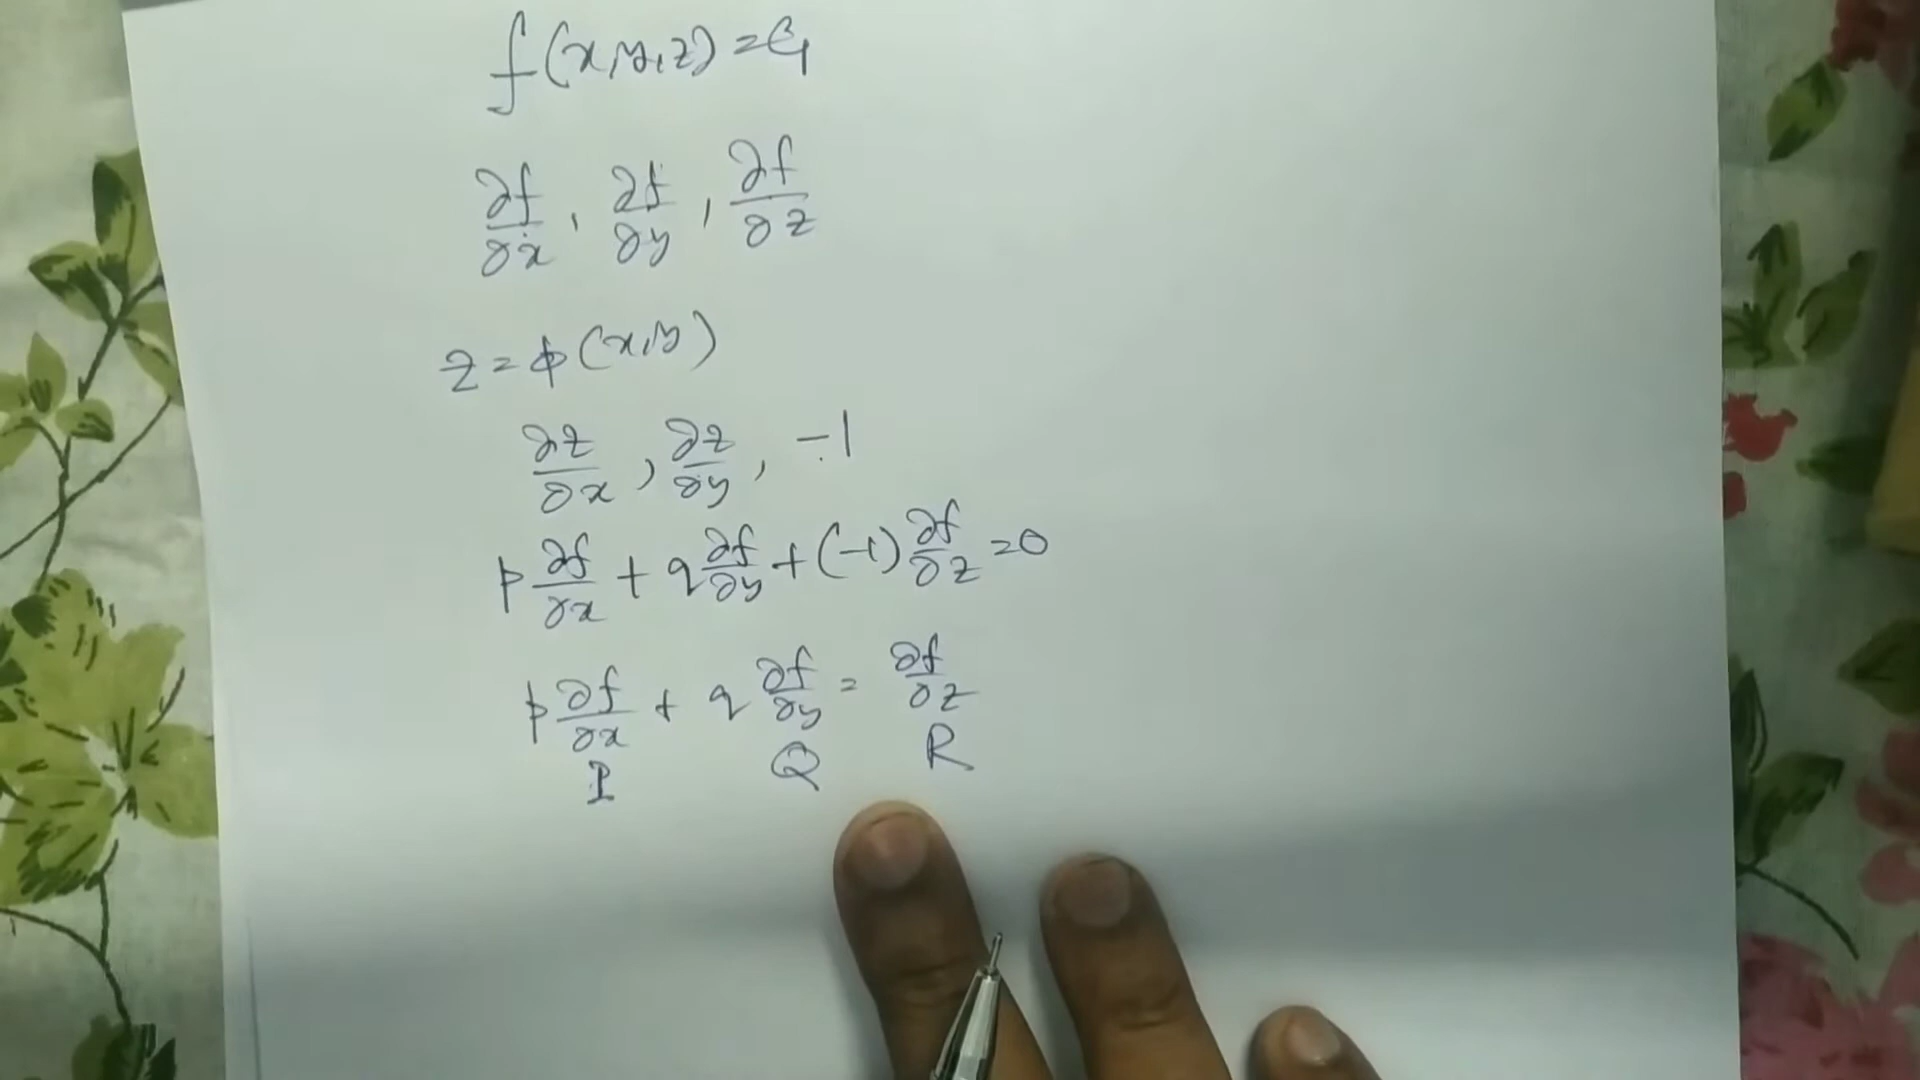 f(x,y,z) = C1
∂f/∂x , ∂f/∂y , ∂f/∂z
z = ϕ(x,y)
∂z/∂x , ∂z/∂y , -1
p ∂f/∂x + q ∂f/∂y + (-1) ∂f/∂z = 0
p ∂f/∂x + q ∂f/∂y = ∂f/∂z
P Q R